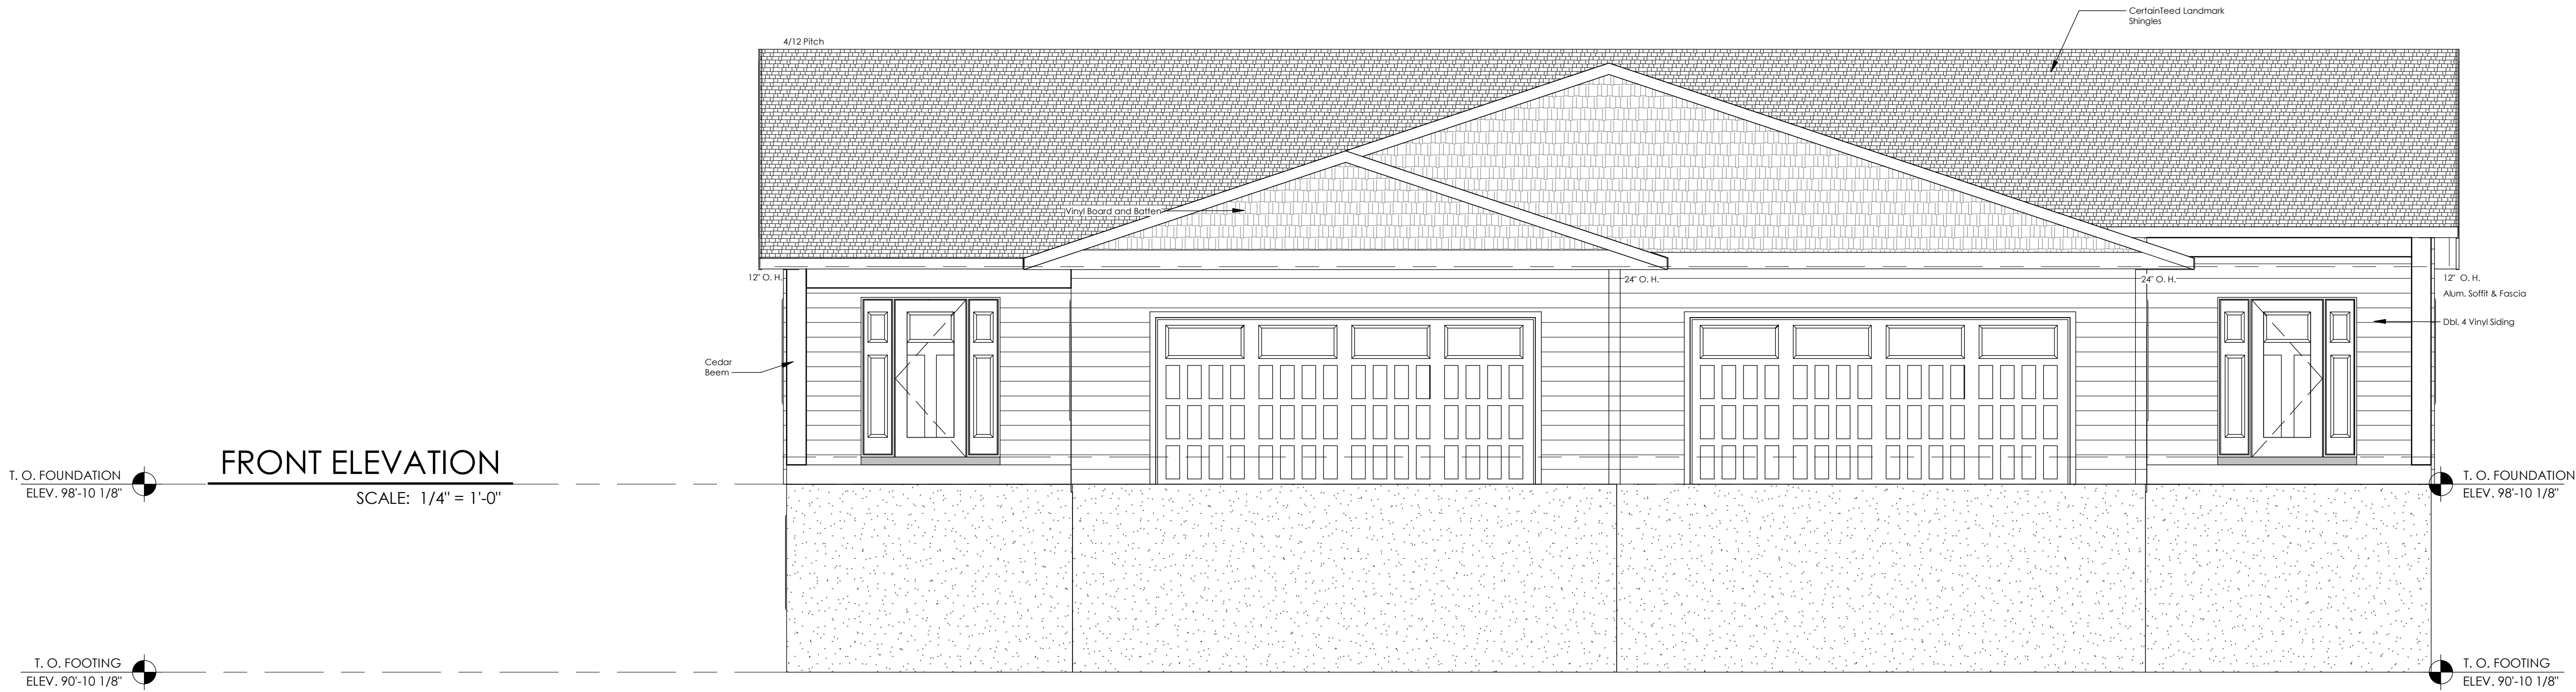 CertainTeed Landmark
Shingles
4/12 Pitch
Vinyl Board and Batten
12" O. H.
24" O. H.
24" O. H.
12" O. H.
Alum. Soffit & Fascia
Dbl. 4 Vinyl Siding
Cedar
Beem
FRONT ELEVATION
SCALE: 1/4" = 1'-0"
T. O. FOUNDATION
ELEV. 98'-10 1/8"
T. O. FOUNDATION
ELEV. 98'-10 1/8"
T. O. FOOTING
ELEV. 90'-10 1/8"
T. O. FOOTING
ELEV. 90'-10 1/8"